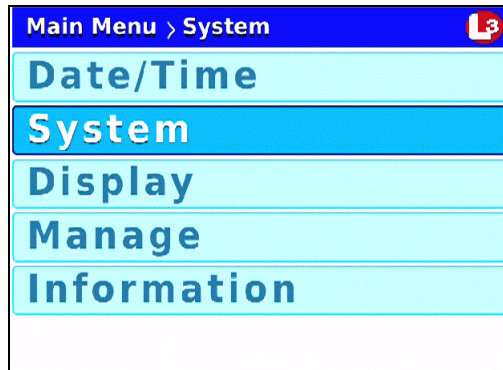 Main Menu > System L3
Date/Time
System
Display
Manage
Information